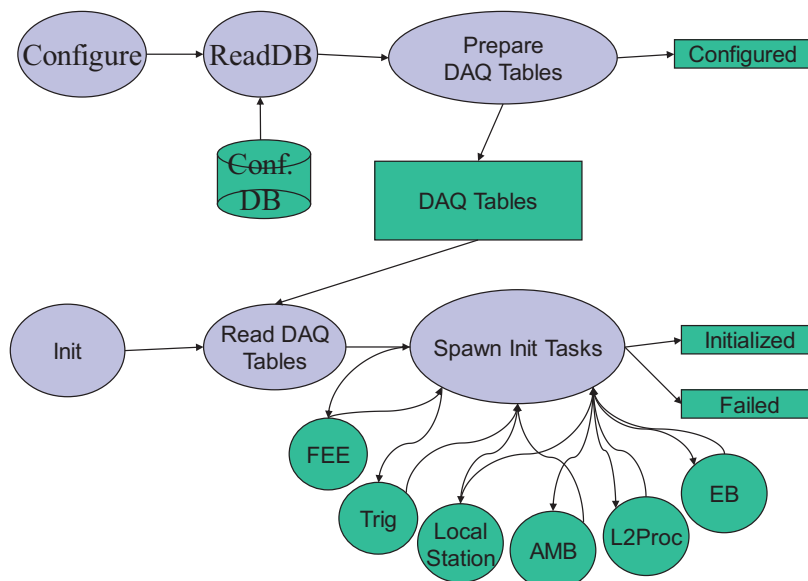 Configure
ReadDB
Prepare
DAQ Tables
Configured
Conf.
DB
DAQ Tables
Init
Read DAQ
Tables
Spawn Init Tasks
Initialized
Failed
FEE
Trig
Local
Station
AMB
L2Proc
EB